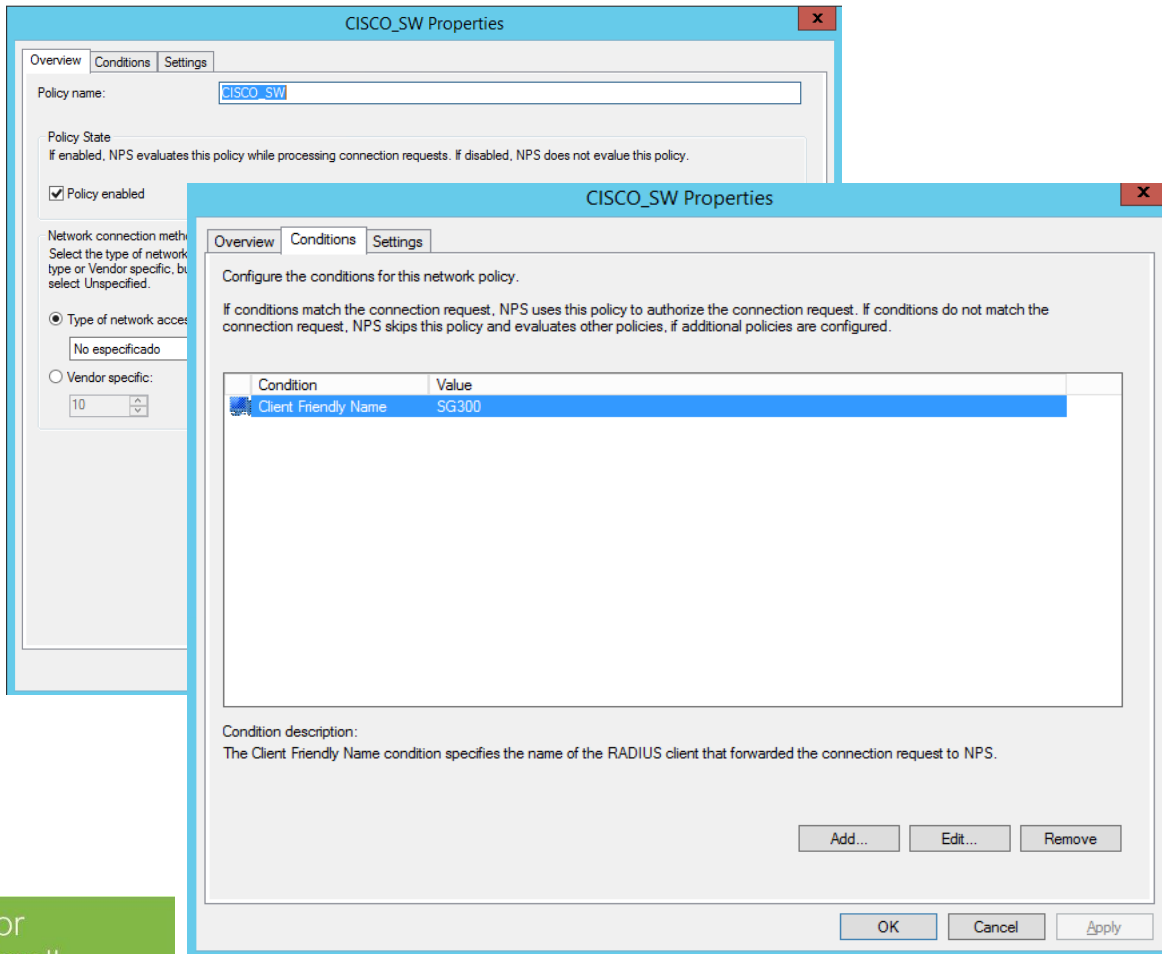 CISCO_SW Properties
x
Overview
Conditions
Settings
Policy name:
CISCO_SW
Policy State
If enabled, NPS evaluates this policy while processing connection requests. If disabled, NPS does not evalue this policy.
Policy enabled
Network connection
Select the type of network
type or Vendor specific,
select Unspecified.
Type of network
No especificado
Vendor specific:
10
CISCO_SW Properties
x
Overview
Conditions
Settings
Configure the conditions for this network policy.
If conditions match the connection request, NPS uses this policy to authorize the connection request. If conditions do not match the
connection request, NPS skips this policy and evaluates other policies, if additional policies are configured.
Condition
Value
Client Friendly Name
SG300
Condition description:
The Client Friendly Name condition specifies the name of the RADIUS client that forwarded the connection request to NPS.
Add...
Edit...
Remove
OK
Cancel
Apply
or